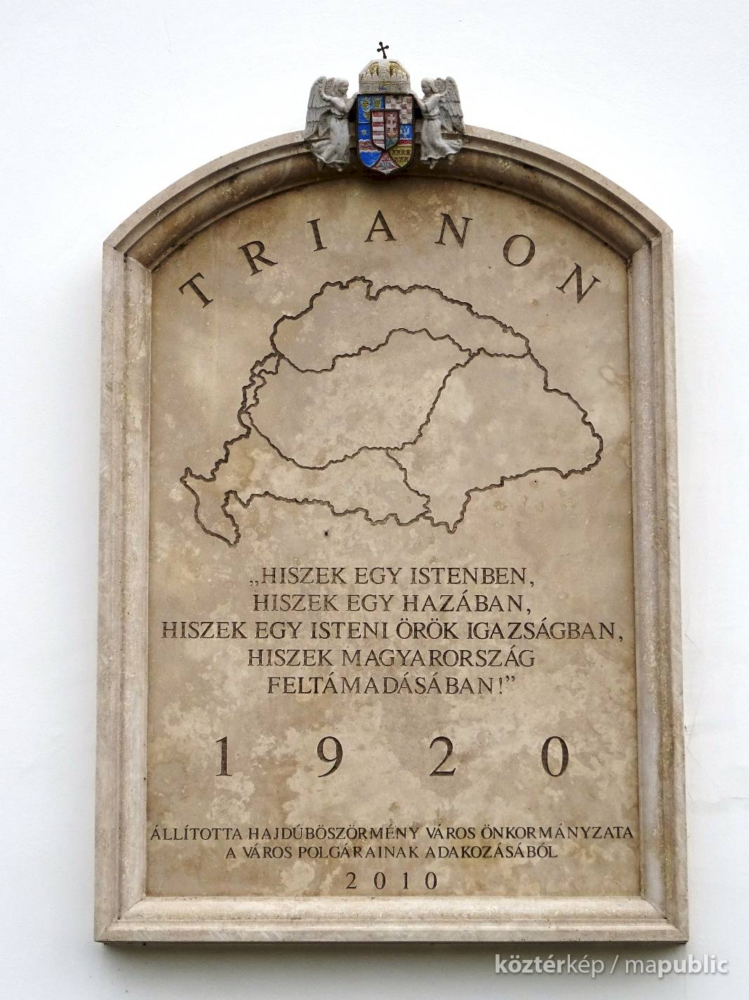 TRIANON
„HISZEK EGY ISTENBEN,
HISZEK EGY HAZÁBAN,
HISZEK EGY ISTENI ÖRÖK IGAZSÁGBAN,
HISZEK MAGYARORSZÁG
FELTÁMADÁSÁBAN!”
1920
ÁLLÍTOTTA HAJDÚBÖSZÖRMÉNY VÁROS ÖNKORMÁNYZATA
A VÁROS POLGÁRAINAK ADAKOZÁSÁBÓL
2010
köztérkép / mapublic